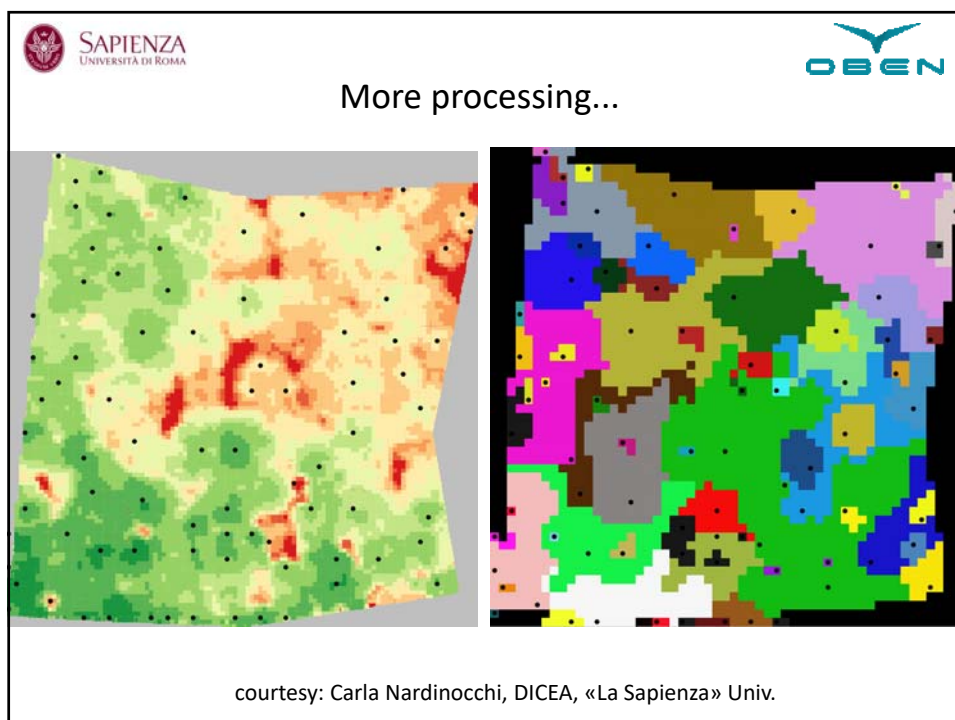 SAPIENZA
UNIVERSITÀ DI ROMA
OBEN
More processing...
courtesy: Carla Nardinocchi, DICEA, «La Sapienza» Univ.